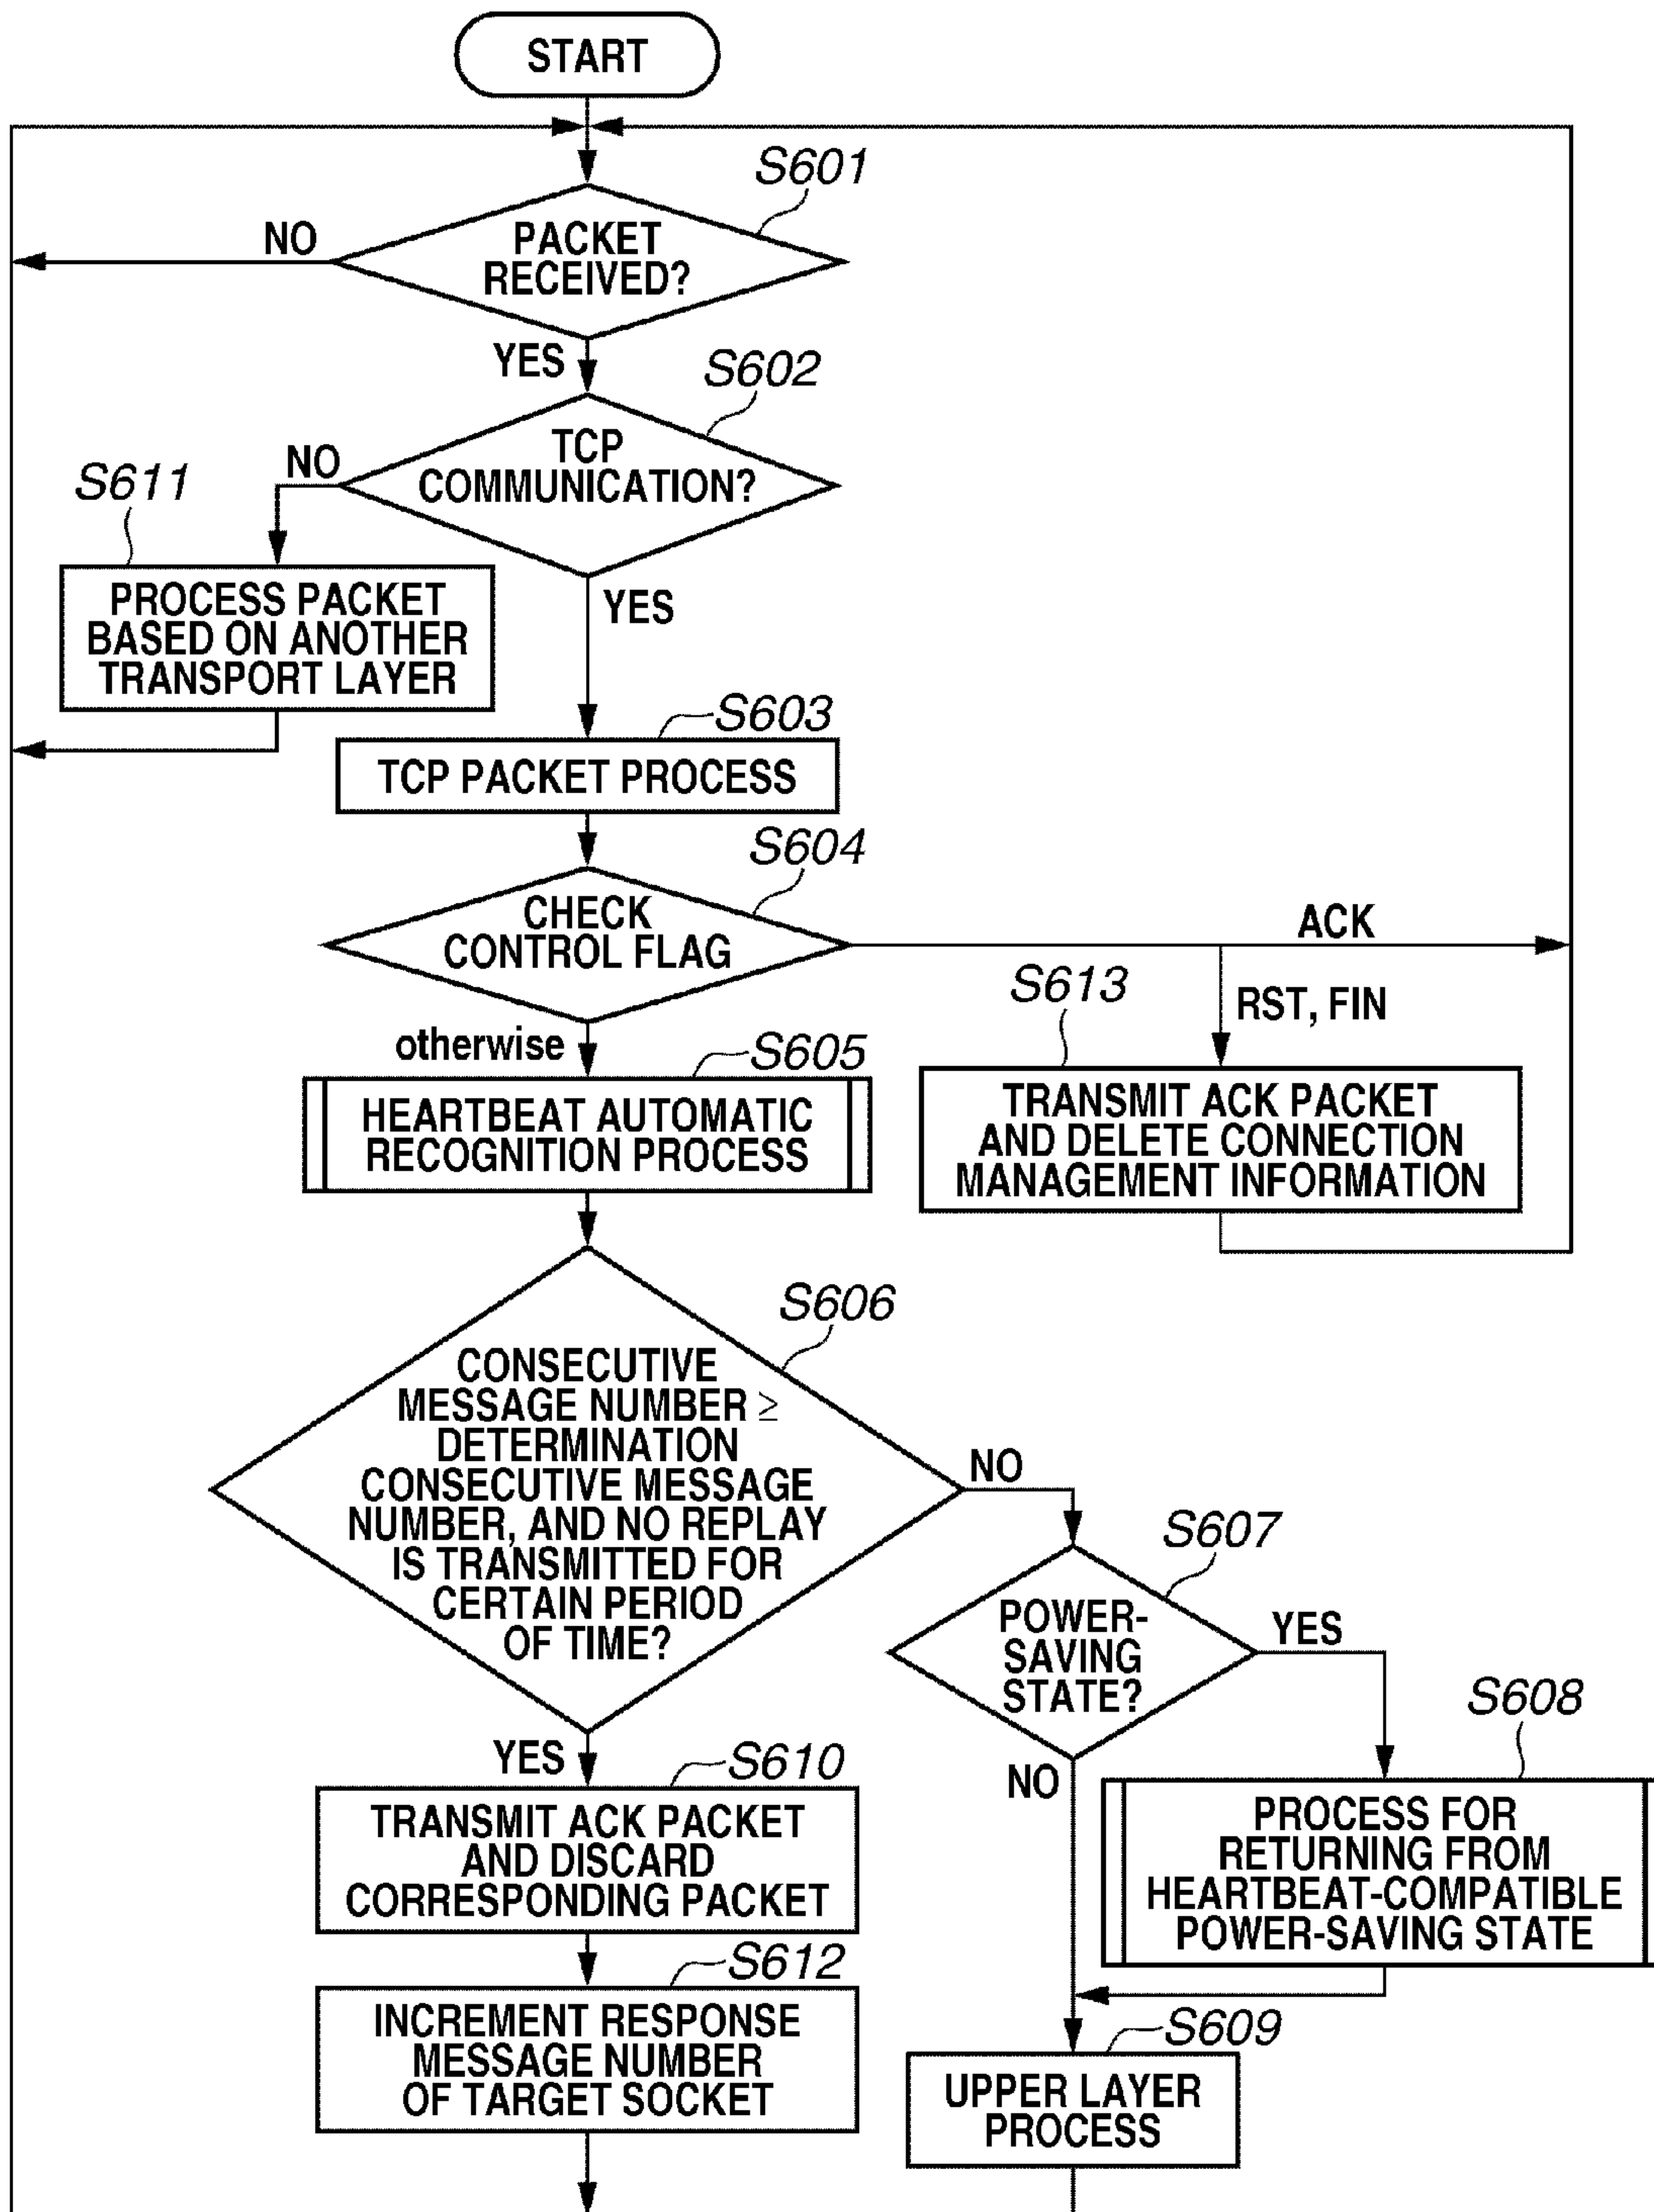 START
S601
PACKET
RECEIVED?
NO
YES
S602
TCP
COMMUNICATION?
NO
S611
PROCESS PACKET
BASED ON ANOTHER
TRANSPORT LAYER
YES
S603
TCP PACKET PROCESS
S604
CHECK
CONTROL FLAG
ACK
S613
RST, FIN
otherwise
S605
HEARTBEAT AUTOMATIC
RECOGNITION PROCESS
TRANSMIT ACK PACKET
AND DELETE CONNECTION
MANAGEMENT INFORMATION
S606
CONSECUTIVE
MESSAGE NUMBER ≥
DETERMINATION
CONSECUTIVE MESSAGE
NUMBER, AND NO REPLAY
IS TRANSMITTED FOR
CERTAIN PERIOD
OF TIME?
NO
S607
POWER-
SAVING
STATE?
YES
S608
YES
S610
NO
TRANSMIT ACK PACKET
AND DISCARD
CORRESPONDING PACKET
PROCESS FOR
RETURNING FROM
HEARTBEAT-COMPATIBLE
POWER-SAVING STATE
S612
INCREMENT RESPONSE
MESSAGE NUMBER
OF TARGET SOCKET
S609
UPPER LAYER
PROCESS